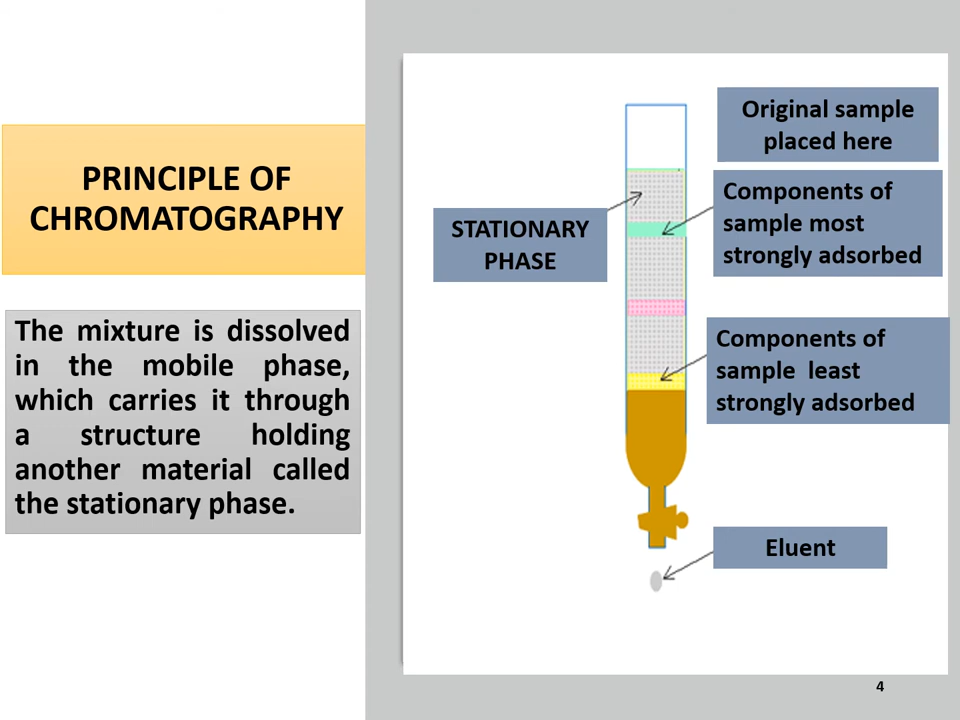 PRINCIPLE OF
CHROMATOGRAPHY
The mixture is dissolved
in the mobile phase,
which carries it through
a structure holding
another material called
the stationary phase.
STATIONARY
PHASE
Original sample
placed here
Components of
sample most
strongly adsorbed
Components of
sample least
strongly adsorbed
Eluent
4